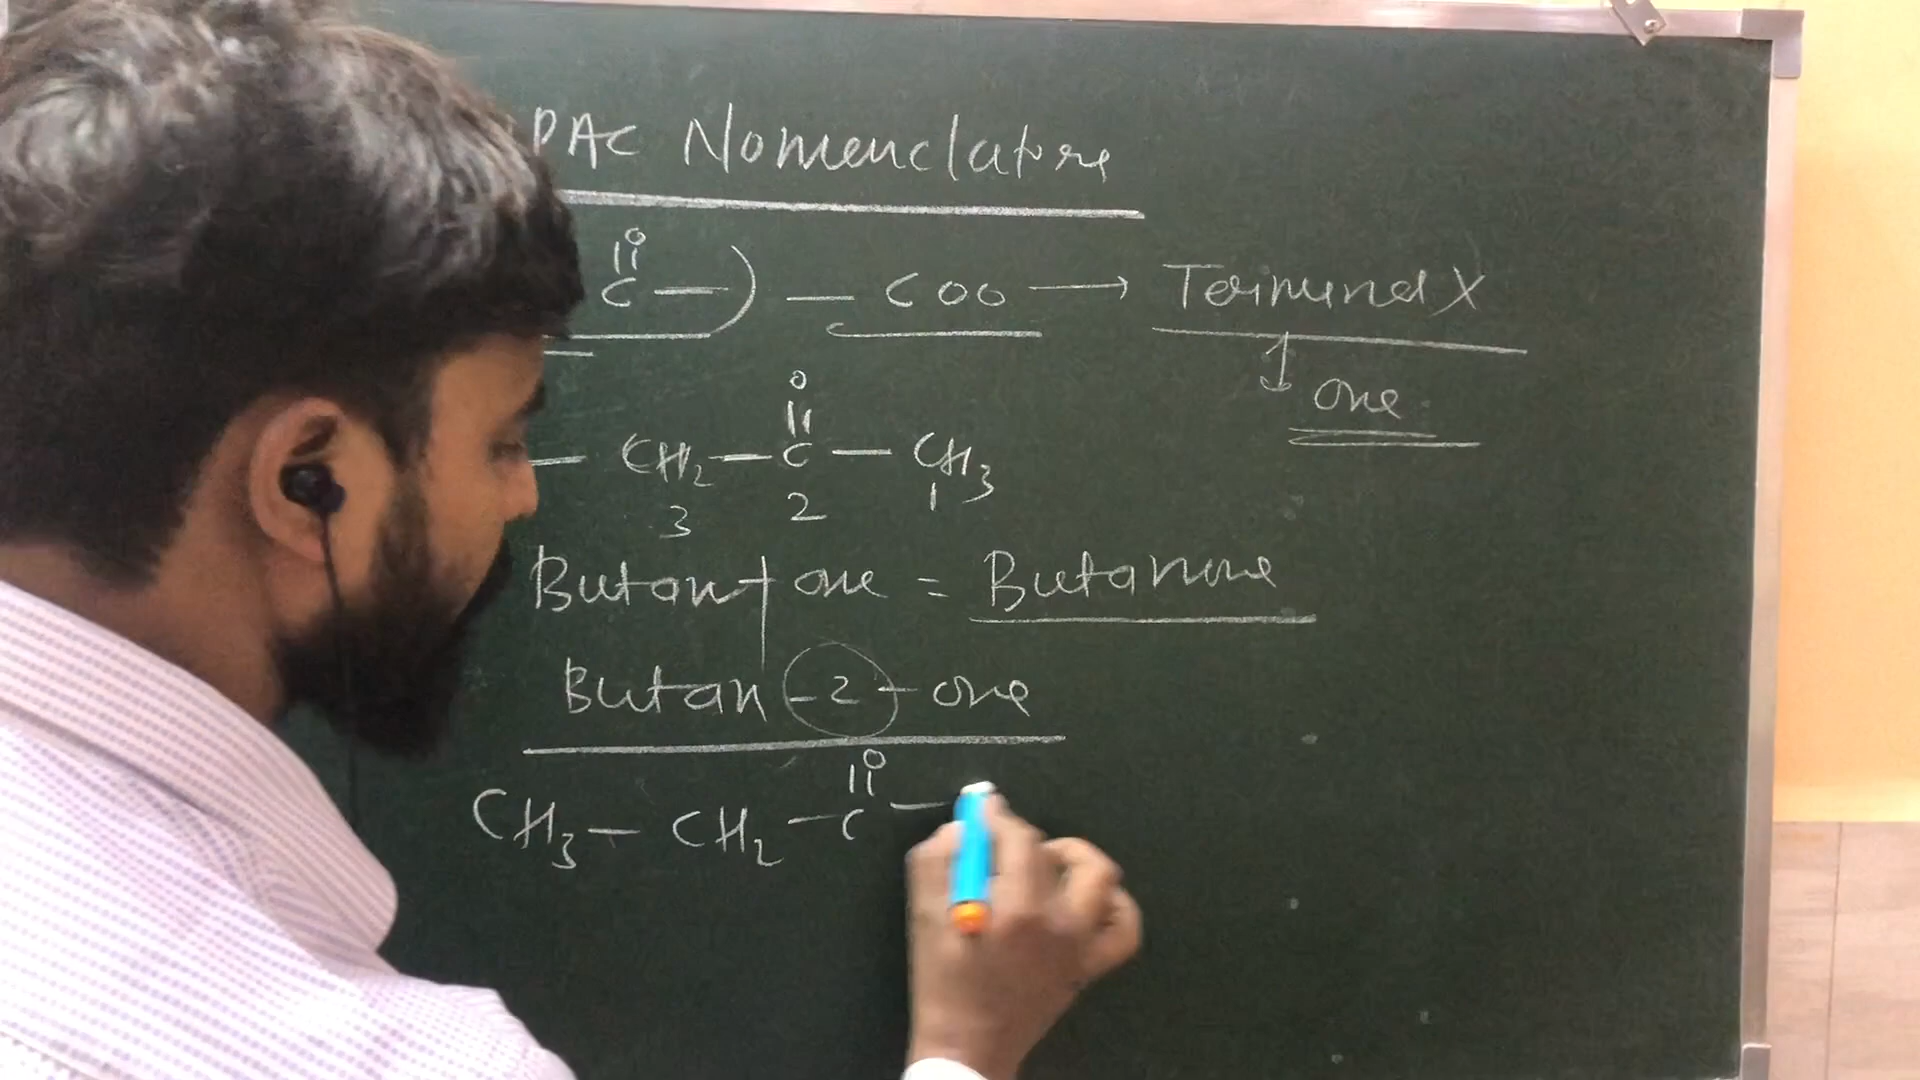 PAC Nomenclature
O
||
C — ) — COO → Terminal X
↓
one
O
||
— CH2 — C — CH3
3 2 1
Butan + one = Butanone
Butan - 2 - one
O
||
CH3 — CH2 — C —